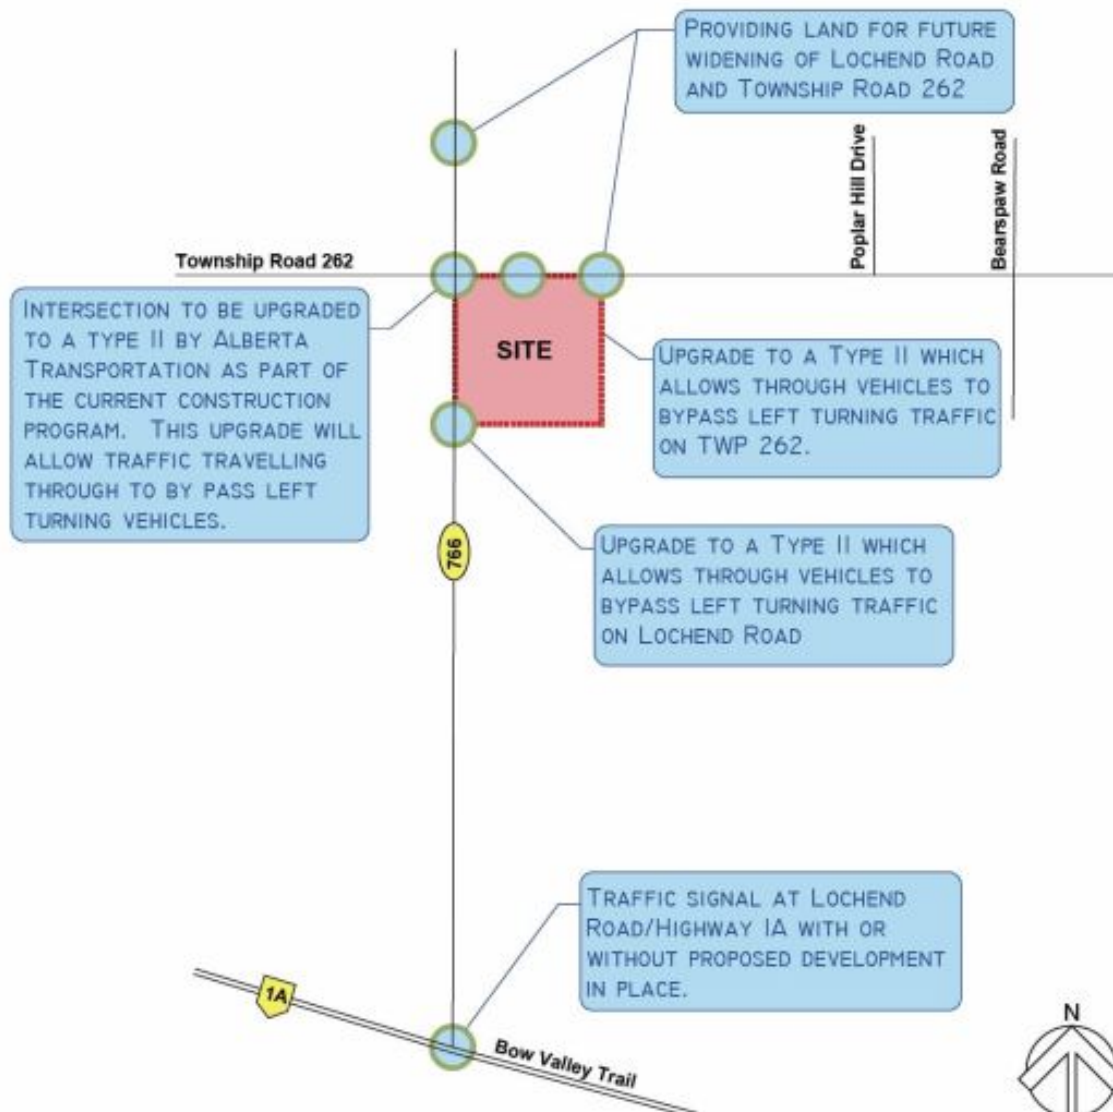 PROVIDING LAND FOR FUTURE
WIDENING OF LOCHEND ROAD
AND TOWNSHIP ROAD 262
Poplar Hill Drive
Bearspaw Road
Township Road 262
INTERSECTION TO BE UPGRADED
TO A TYPE II BY ALBERTA
TRANSPORTATION AS PART OF
THE CURRENT CONSTRUCTION
PROGRAM. THIS UPGRADE WILL
ALLOW TRAFFIC TRAVELLING
THROUGH TO BY PASS LEFT
TURNING VEHICLES.
SITE
UPGRADE TO A TYPE II WHICH
ALLOWS THROUGH VEHICLES TO
BYPASS LEFT TURNING TRAFFIC
ON TWP 262.
766
UPGRADE TO A TYPE II WHICH
ALLOWS THROUGH VEHICLES TO
BYPASS LEFT TURNING TRAFFIC
ON LOCHEND ROAD
TRAFFIC SIGNAL AT LOCHEND
ROAD/HIGHWAY 1A WITH OR
WITHOUT PROPOSED DEVELOPMENT
IN PLACE.
1A
Bow Valley Trail
N